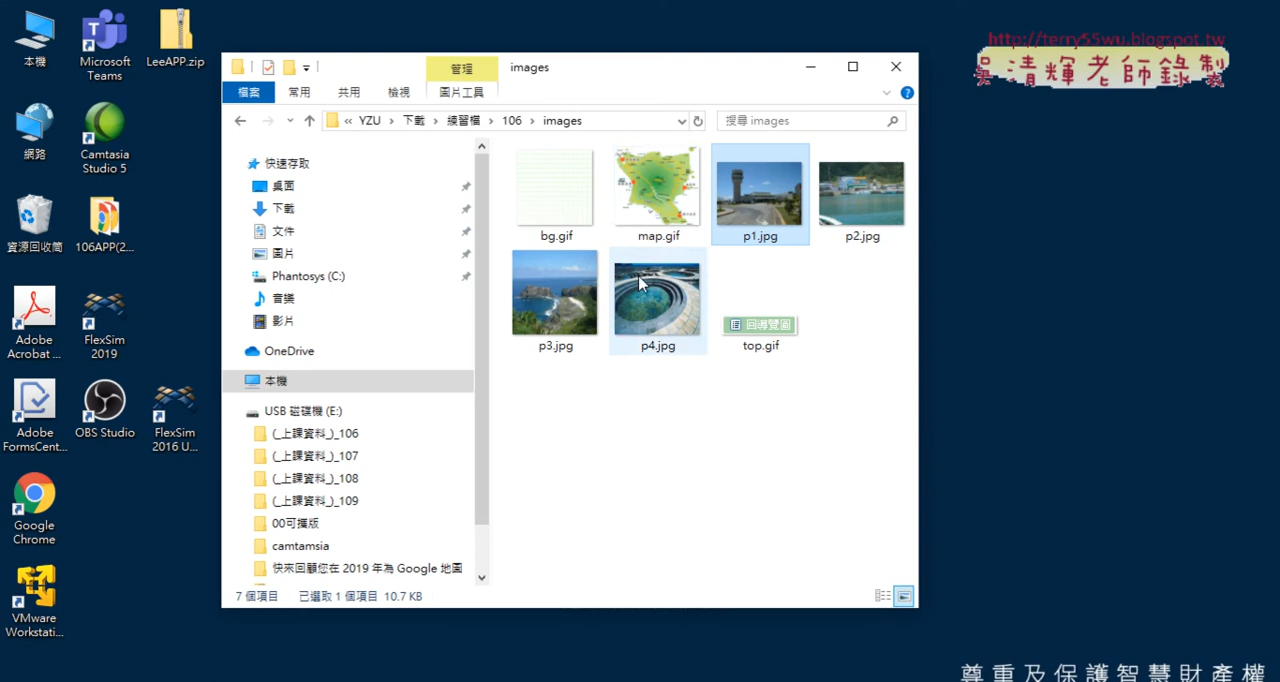 本機
Microsoft
Teams
LeeAPP.zip
網路
Camtasia
Studio 5
資源回收筒
106APP(2...
Adobe
Acrobat ...
FlexSim
2019
Adobe
FormsCent...
OBS Studio
FlexSim
2016 U...
Google
Chrome
VMware
Workstati...
管理
images
檔案
常用
共用
檢視
圖片工具
« YZU › 下載 › 練習檔 › 106 › images
搜尋 images
快速存取
桌面
下載
文件
圖片
Phantosys (C:)
音樂
影片
OneDrive
本機
USB 磁碟機 (E:)
(_上課資料_)_106
(_上課資料_)_107
(_上課資料_)_108
(_上課資料_)_109
00可攜版
camtamsia
快來回顧您在 2019 年為 Google 地圖
bg.gif
map.gif
p1.jpg
p2.jpg
p3.jpg
p4.jpg
回導覽圖
top.gif
7 個項目
已選取 1 個項目 10.7 KB
http://terry55wu.blogspot.tw
吳清輝老師錄製
尊重及保護智慧財產權